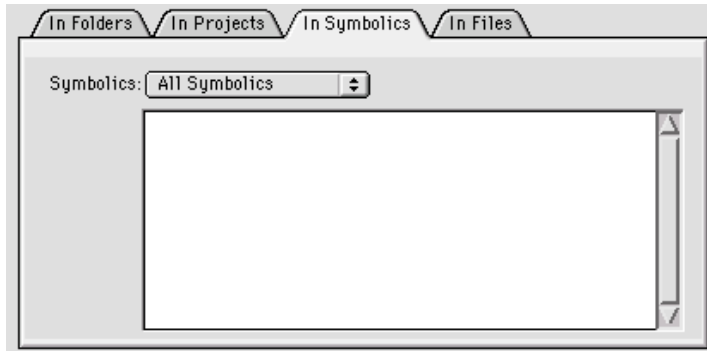 In Folders In Projects In Symbolics In Files
Symbolics: All Symbolics